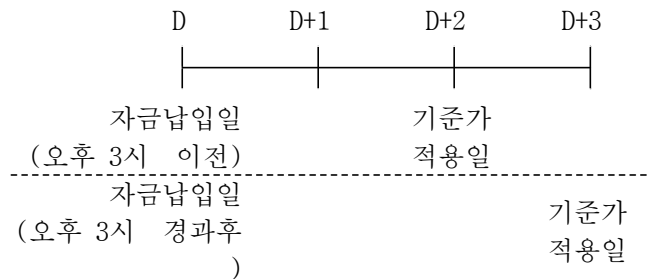 D D+1 D+2 D+3
자금납입일 기준가
(오후 3시 이전) 적용일
자금납입일
(오후 3시 경과후
)
기준가
적용일